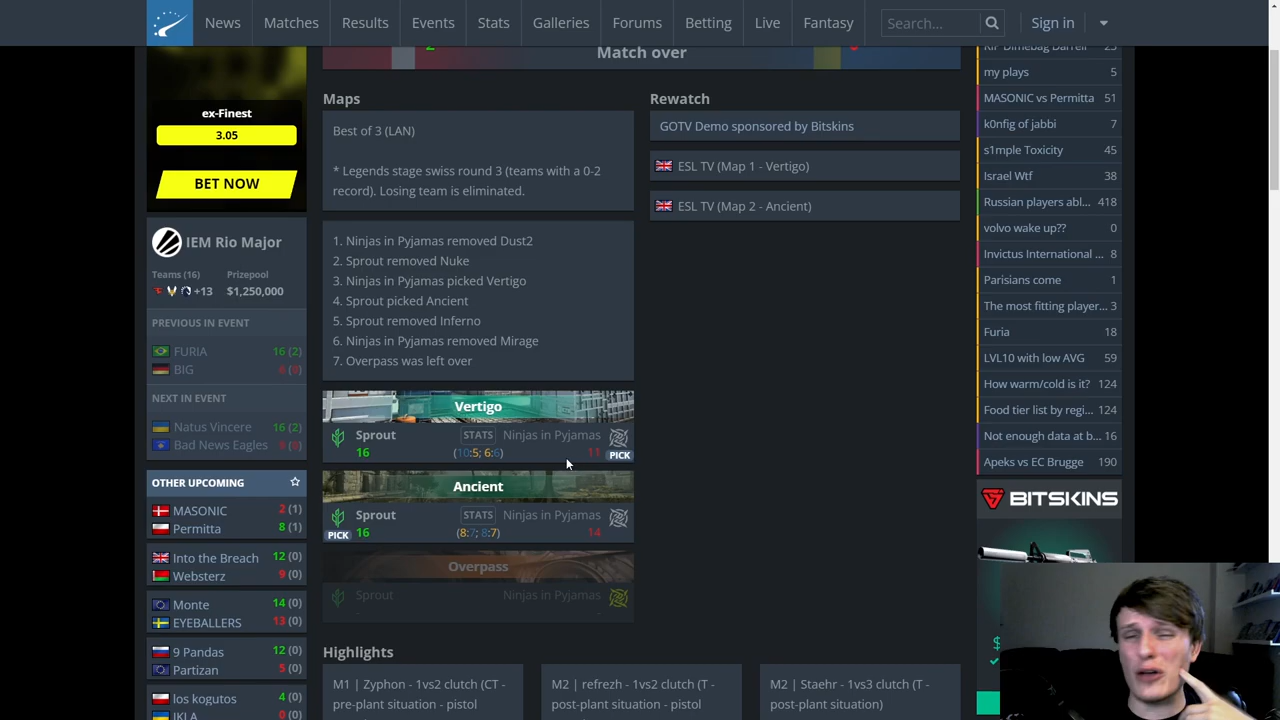 News
Matches
Results
Events
Stats
Galleries
Forums
Betting
Live
Fantasy
Search...
Sign in
ex-Finest
3.05
BET NOW
IEM Rio Major
Teams (16)
Prizepool
+13
$1,250,000
PREVIOUS IN EVENT
FURIA 16 (2)
BIG
NEXT IN EVENT
Natus Vincere 16 (2)
Bad News Eagles
OTHER UPCOMING
MASONIC 2 (1)
Permitta 8 (1)
Into the Breach 12 (0)
Websterz 9 (0)
Monte 14 (0)
EYEBALLERS 13 (0)
9 Pandas 12 (0)
Partizan 5 (0)
los kogutos 4 (0)
IKLA 0 (0)
2
Match over
Maps
Best of 3 (LAN)
* Legends stage swiss round 3 (teams with a 0-2
record). Losing team is eliminated.
1. Ninjas in Pyjamas removed Dust2
2. Sprout removed Nuke
3. Ninjas in Pyjamas picked Vertigo
4. Sprout picked Ancient
5. Sprout removed Inferno
6. Ninjas in Pyjamas removed Mirage
7. Overpass was left over
Vertigo
Sprout STATS Ninjas in Pyjamas
16 (10:5; 6:6) 11 PICK
Ancient
Sprout STATS Ninjas in Pyjamas
PICK 16 (8:7; 8:7) 14
Overpass
Sprout Ninjas in Pyjamas
- -
Highlights
M1 | Zyphon - 1vs2 clutch (CT -
pre-plant situation - pistol
M2 | refrezh - 1vs2 clutch (T -
post-plant situation - pistol
M2 | Staehr - 1vs3 clutch (T -
post-plant situation)
Rewatch
GOTV Demo sponsored by Bitskins
ESL TV (Map 1 - Vertigo)
ESL TV (Map 2 - Ancient)
RIP Dimebag Darrell 25
my plays 5
MASONIC vs Permitta 51
k0nfig of jabbi 7
s1mple Toxicity 45
Israel Wtf 38
Russian players abl... 418
volvo wake up?? 0
Invictus International ... 8
Parisians come 1
The most fitting player... 3
Furia 18
LVL10 with low AVG 59
How warm/cold is it? 124
Food tier list by regi... 124
Not enough data at b... 16
Apeks vs EC Brugge 190
BITSKINS